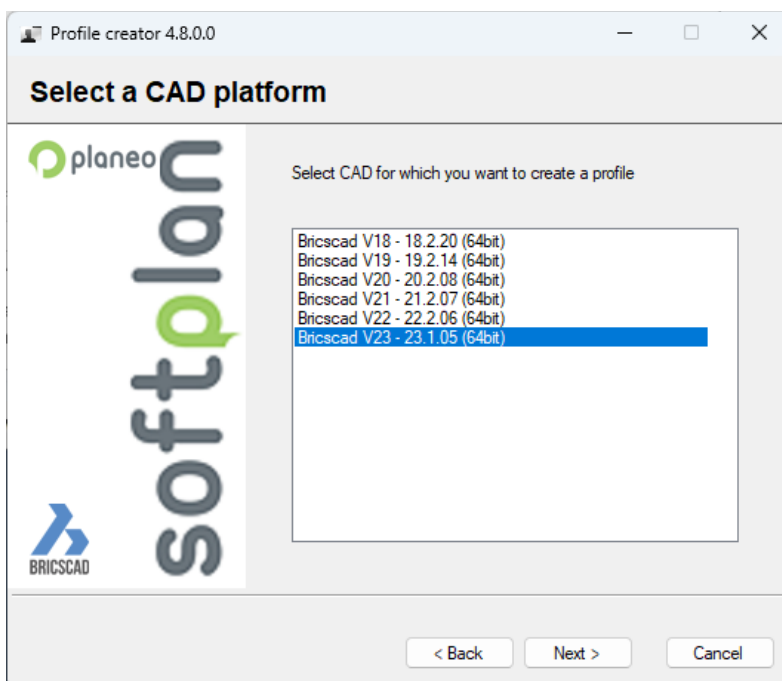 Profile creator 4.8.0.0
Select a CAD platform
planeo
softplan
BRICSCAD
Select CAD for which you want to create a profile
Bricscad V18 - 18.2.20 (64bit)
Bricscad V19 - 19.2.14 (64bit)
Bricscad V20 - 20.2.08 (64bit)
Bricscad V21 - 21.2.07 (64bit)
Bricscad V22 - 22.2.06 (64bit)
Bricscad V23 - 23.1.05 (64bit)
< Back
Next >
Cancel